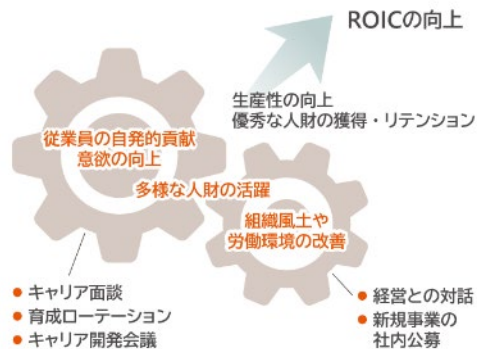 ROICの向上
生産性の向上
優秀な人財の獲得・リテンション
従業員の自発的貢献
意欲の向上
多様な人財の活躍
組織風土や
労働環境の改善
キャリア面談
育成ローテーション
キャリア開発会議
経営との対話
新規事業の
社内公募